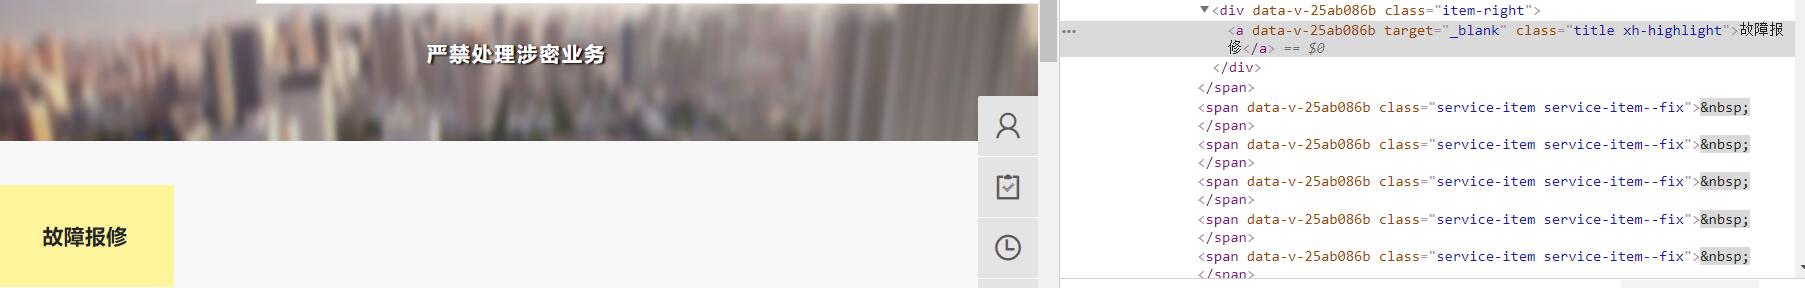 严禁处理涉密业务
故障报修
▼<div data-v-25ab086b class="item-right">
<a data-v-25ab086b target="_blank" class="title xh-highlight">故障报
修</a> == $0
</div>
</span>
<span data-v-25ab086b class="service-item service-item--fix">&nbsp;
</span>
<span data-v-25ab086b class="service-item service-item--fix">&nbsp;
</span>
<span data-v-25ab086b class="service-item service-item--fix">&nbsp;
</span>
<span data-v-25ab086b class="service-item service-item--fix">&nbsp;
</span>
<span data-v-25ab086b class="service-item service-item--fix">&nbsp;
</span>